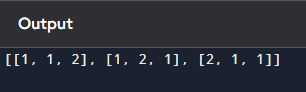 Output
[[1, 1, 2], [1, 2, 1], [2, 1, 1]]